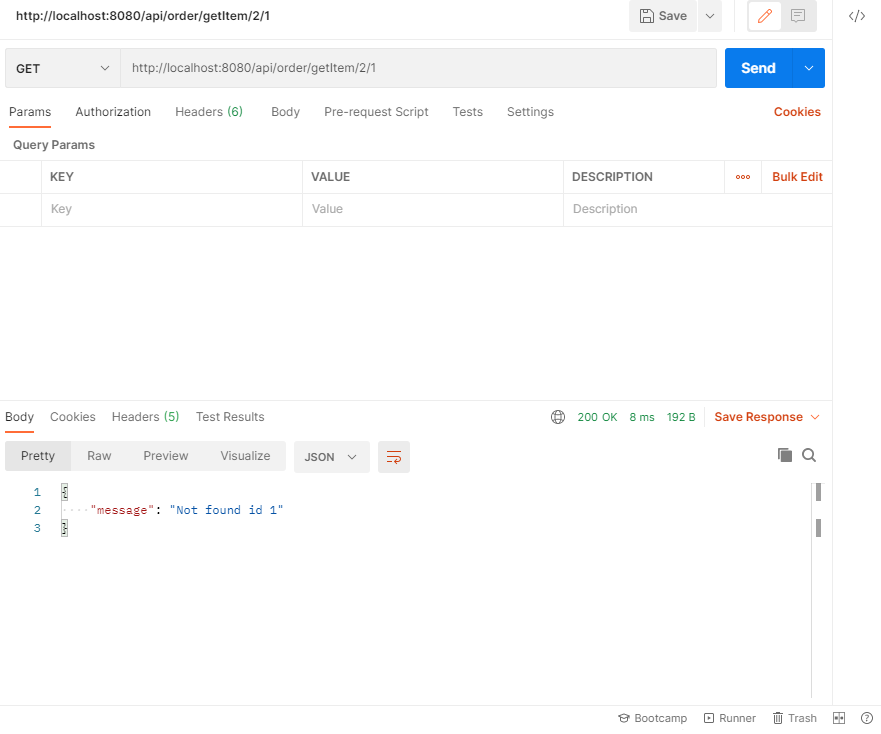 http://localhost:8080/api/order/getItem/2/1
Save
GET
http://localhost:8080/api/order/getItem/2/1
Send
Params Authorization Headers (6) Body Pre-request Script Tests Settings Cookies
Query Params
KEY VALUE DESCRIPTION Bulk Edit
Key Value Description
Body Cookies Headers (5) Test Results 200 OK 8 ms 192 B Save Response
Pretty Raw Preview Visualize JSON
1 {
2 "message": "Not found id 1"
3 }
Bootcamp Runner Trash